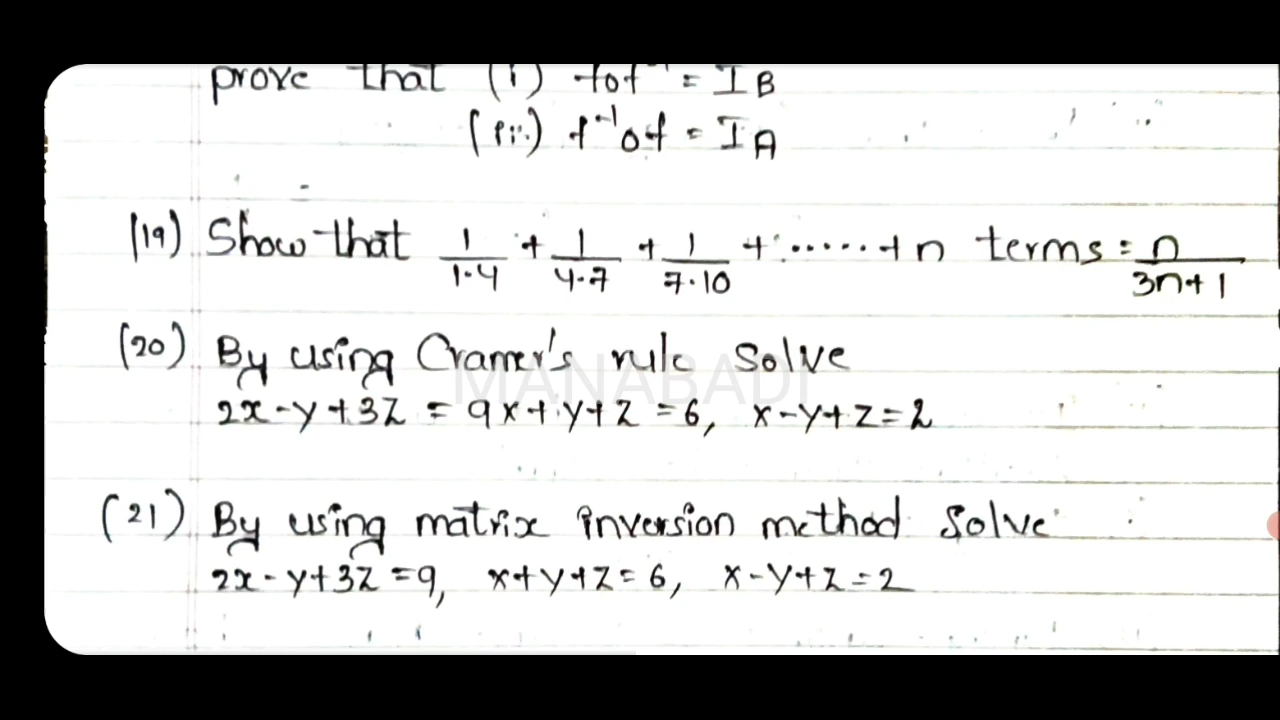 prove that (i) fof⁻¹ = I B
(ii) f⁻¹of = I A
(19) Show that 1/1·4 + 1/4·7 + 1/7·10 + ...... + n terms = n/3n+1
(20) By using Cramer's rule Solve
MANABADI
2x - y + 3z = 9 x + y + z = 6, x - y + z = 2
(21) By using matrix inversion method Solve
2x - y + 3z = 9, x + y + z = 6, x - y + z = 2